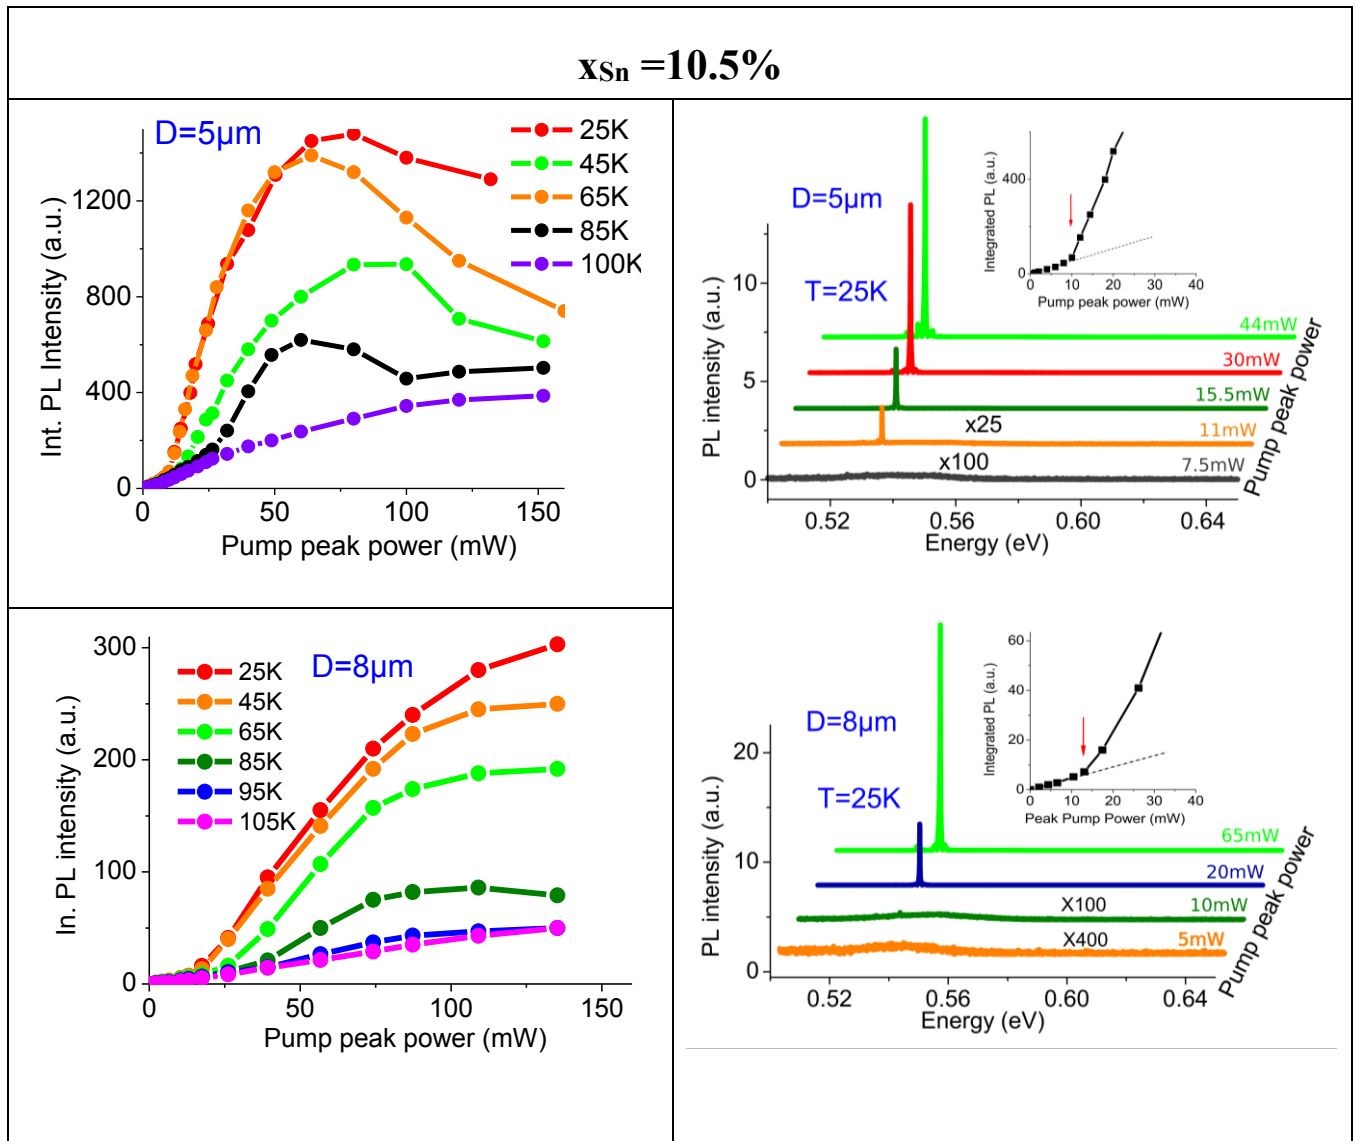 xSn =10.5%
D=5µm
25K
45K
65K
85K
100K
1200
800
400
0
0 50 100 150
Int. PL Intensity (a.u.)
Pump peak power (mW)
D=5µm
T=25K
10
5
0
PL intensity (a.u.)
400
0
0 10 20 30 40
Integrated PL (a.u.)
Pump peak power (mW)
44mW
30mW
15.5mW
x25
11mW
x100
7.5mW
Pump peak power
0.52 0.56 0.60 0.64
Energy (eV)
300
200
100
0
25K
45K
65K
85K
95K
105K
D=8µm
0 50 100 150
In. PL intensity (a.u.)
Pump peak power (mW)
D=8µm
T=25K
20
10
0
PL intensity (a.u.)
60
40
20
0
0 10 20 30 40
Integrated PL (a.u.)
Peak Pump Power (mW)
65mW
20mW
X100 10mW
X400 5mW
Pump peak power
0.52 0.56 0.60 0.64
Energy (eV)